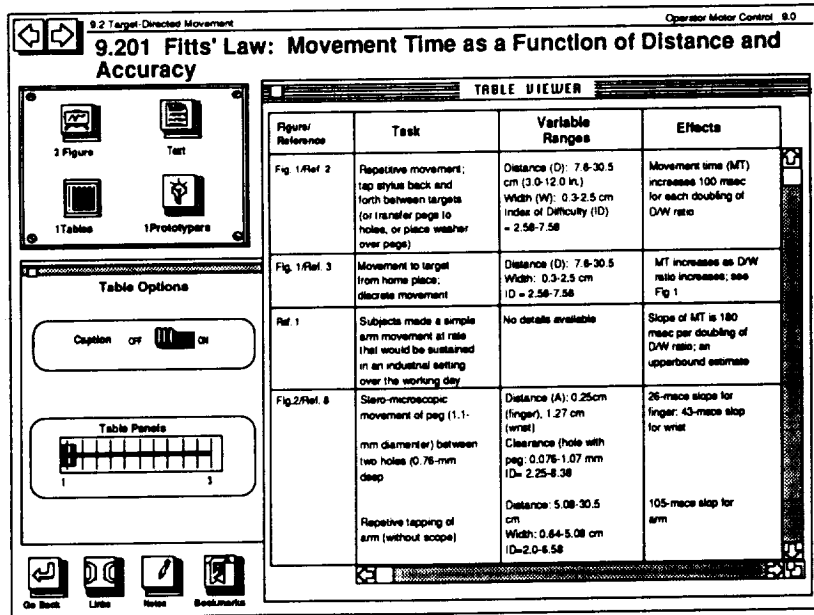 9.2 Target-Directed Movement
Operator Motor Control 9.0
9.201 Fitts' Law: Movement Time as a Function of Distance and
Accuracy
2 Figure
Text
1Tables
1Prototypers
Table Options
Caption OFF ON
Table Panels
1 3
Go Back
Links
Notes
Bookmarks
TABLE VIEWER
Figure/
Reference
Task
Variable
Ranges
Effects
Fig. 1/Ref 2
Repetitive movement;
tap stylus back and
forth between targets
(or transfer pegs to
holes, or place washer
over pegs)
Distance (D): 7.6-30.5
cm (3.0-12.0 in.)
Width (W): 0.3-2.5 cm
Index of Difficulty (ID)
= 2.58-7.58
Movement time (MT)
increases 100 msec
for each doubling of
D/W ratio
Fig. 1/Ref. 3
Movement to target
from home place;
discrete movement
Distance (D): 7.6-30.5
Width: 0.3-2.5 cm
ID = 2.58-7.58
MT increases as D/W
ratio increases; see
Fig 1
Ref. 1
Subjects made a simple
arm movement at rate
that would be sustained
in an industrial setting
over the working day
No details available
Slope of MT is 180
msec per doubling of
D/W ratio; an
upperbound estimate
Fig.2/Ref. 8
Stero-microscopic
movement of peg (1.1-
mm diamenter) between
two holes (0.76-mm
deep
Distance (A): 0.25cm
(finger), 1.27 cm
(wrist)
Clearance (hole with
peg: 0.076-1.07 mm
ID= 2.25-8.38
26-msce slope for
finger: 43-msce slop
for wrist
Repetive tapping of
arm (without scope)
Distance: 5.08-30.5
cm
Width: 0.64-5.08 cm
ID=2.0-6.58
105-msce slop for
arm